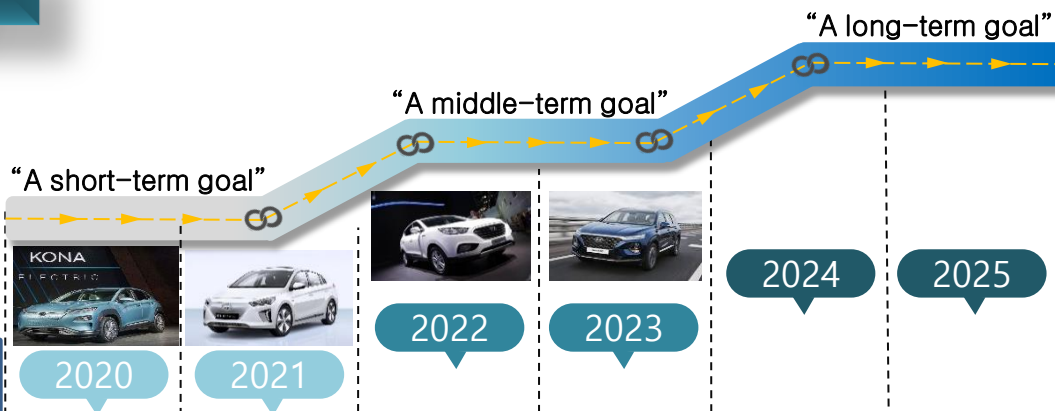 “A long-term goal”
“A middle-term goal”
“A short-term goal”
KONA
ELECTRIC
2020
2021
2022
2023
2024
2025